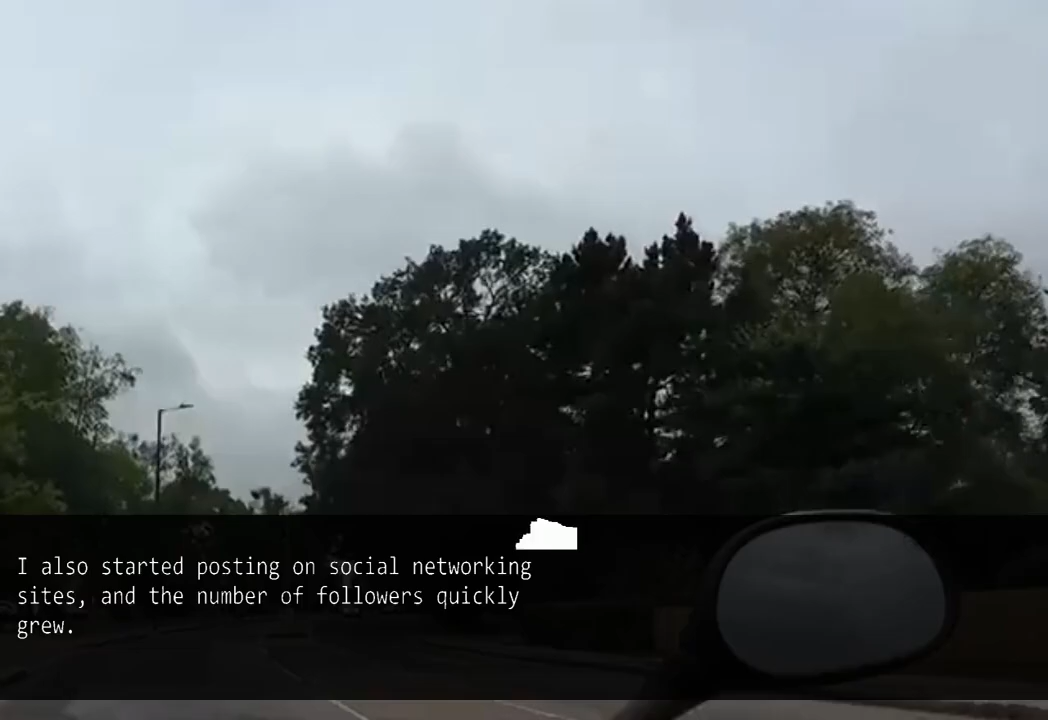 I also started posting on social networking
sites, and the number of followers quickly
grew.